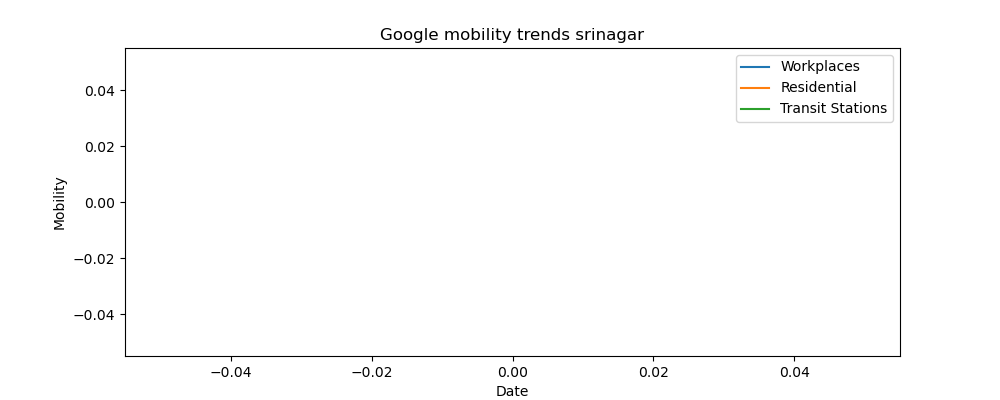 Google mobility trends srinagar
Workplaces
Residential
Transit Stations
0.04
0.02
0.00
−0.02
−0.04
Mobility
−0.04
−0.02
0.00
0.02
0.04
Date